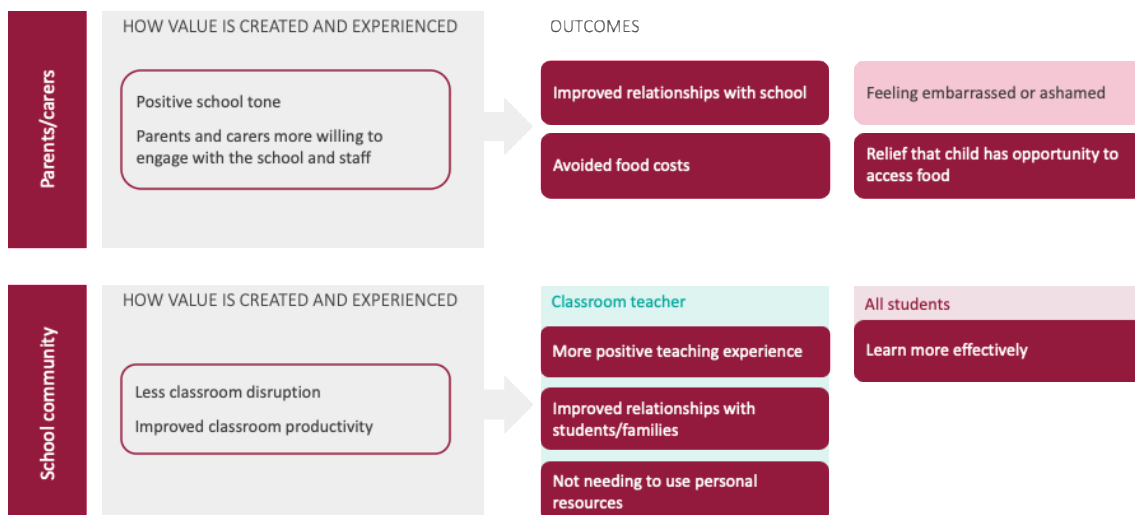 Parents/carers
HOW VALUE IS CREATED AND EXPERIENCED
Positive school tone
Parents and carers more willing to
engage with the school and staff
OUTCOMES
Improved relationships with school
Feeling embarrassed or ashamed
Avoided food costs
Relief that child has opportunity to
access food
School community
HOW VALUE IS CREATED AND EXPERIENCED
Less classroom disruption
Improved classroom productivity
Classroom teacher
More positive teaching experience
Improved relationships with
students/families
Not needing to use personal
resources
All students
Learn more effectively